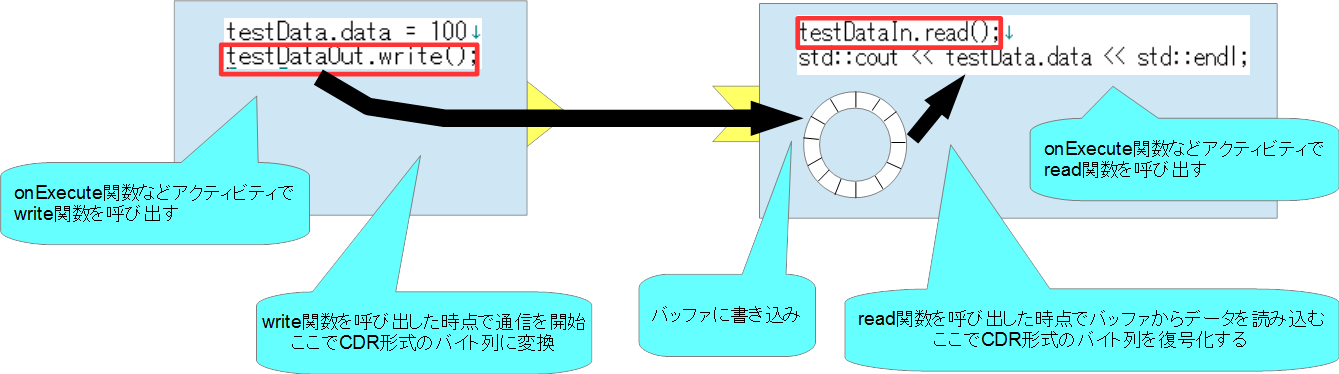 testData.data = 100↓
testDataOut.write();
testDataIn.read();↓
std::cout << testData.data << std::endl;
onExecute関数などアクティビティで
write関数を呼び出す
onExecute関数などアクティビティで
read関数を呼び出す
write関数を呼び出した時点で通信を開始
ここでCDR形式のバイト列に変換
バッファに書き込み
read関数を呼び出した時点でバッファからデータを読み込む
ここでCDR形式のバイト列を復号化する